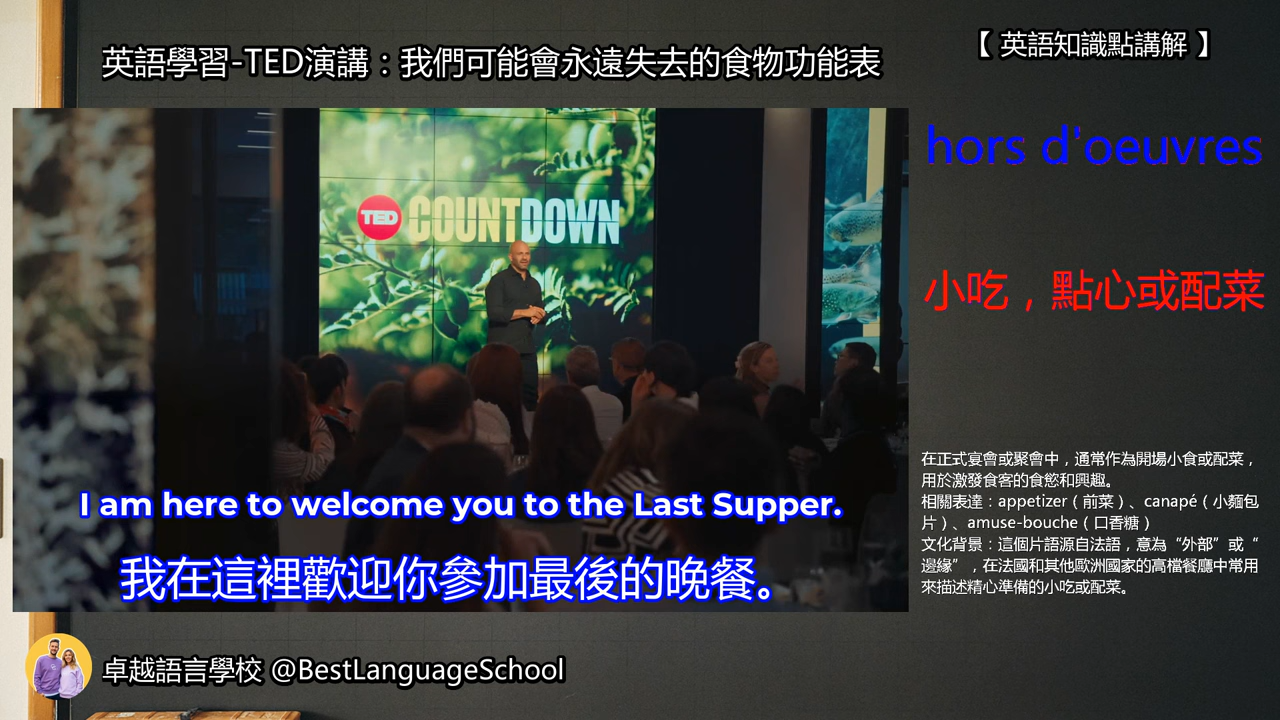 英語學習-TED演講：我們可能會永遠失去的食物功能表
【 英語知識點講解 】
TED COUNTDOWN
I am here to welcome you to the Last Supper.
我在這裡歡迎你參加最後的晚餐。
hors d'oeuvres
小吃，點心或配菜
在正式宴會或聚會中，通常作為開場小食或配菜，
用於激發食客的食慾和興趣。
相關表達：appetizer（前菜）、canapé（小麵包
片）、amuse-bouche（口香糖）
文化背景：這個片語源自法語，意為“外部”或“
邊緣”，在法國和其他歐洲國家的高檔餐廳中常用
來描述精心準備的小吃或配菜。
卓越語言學校 @BestLanguageSchool